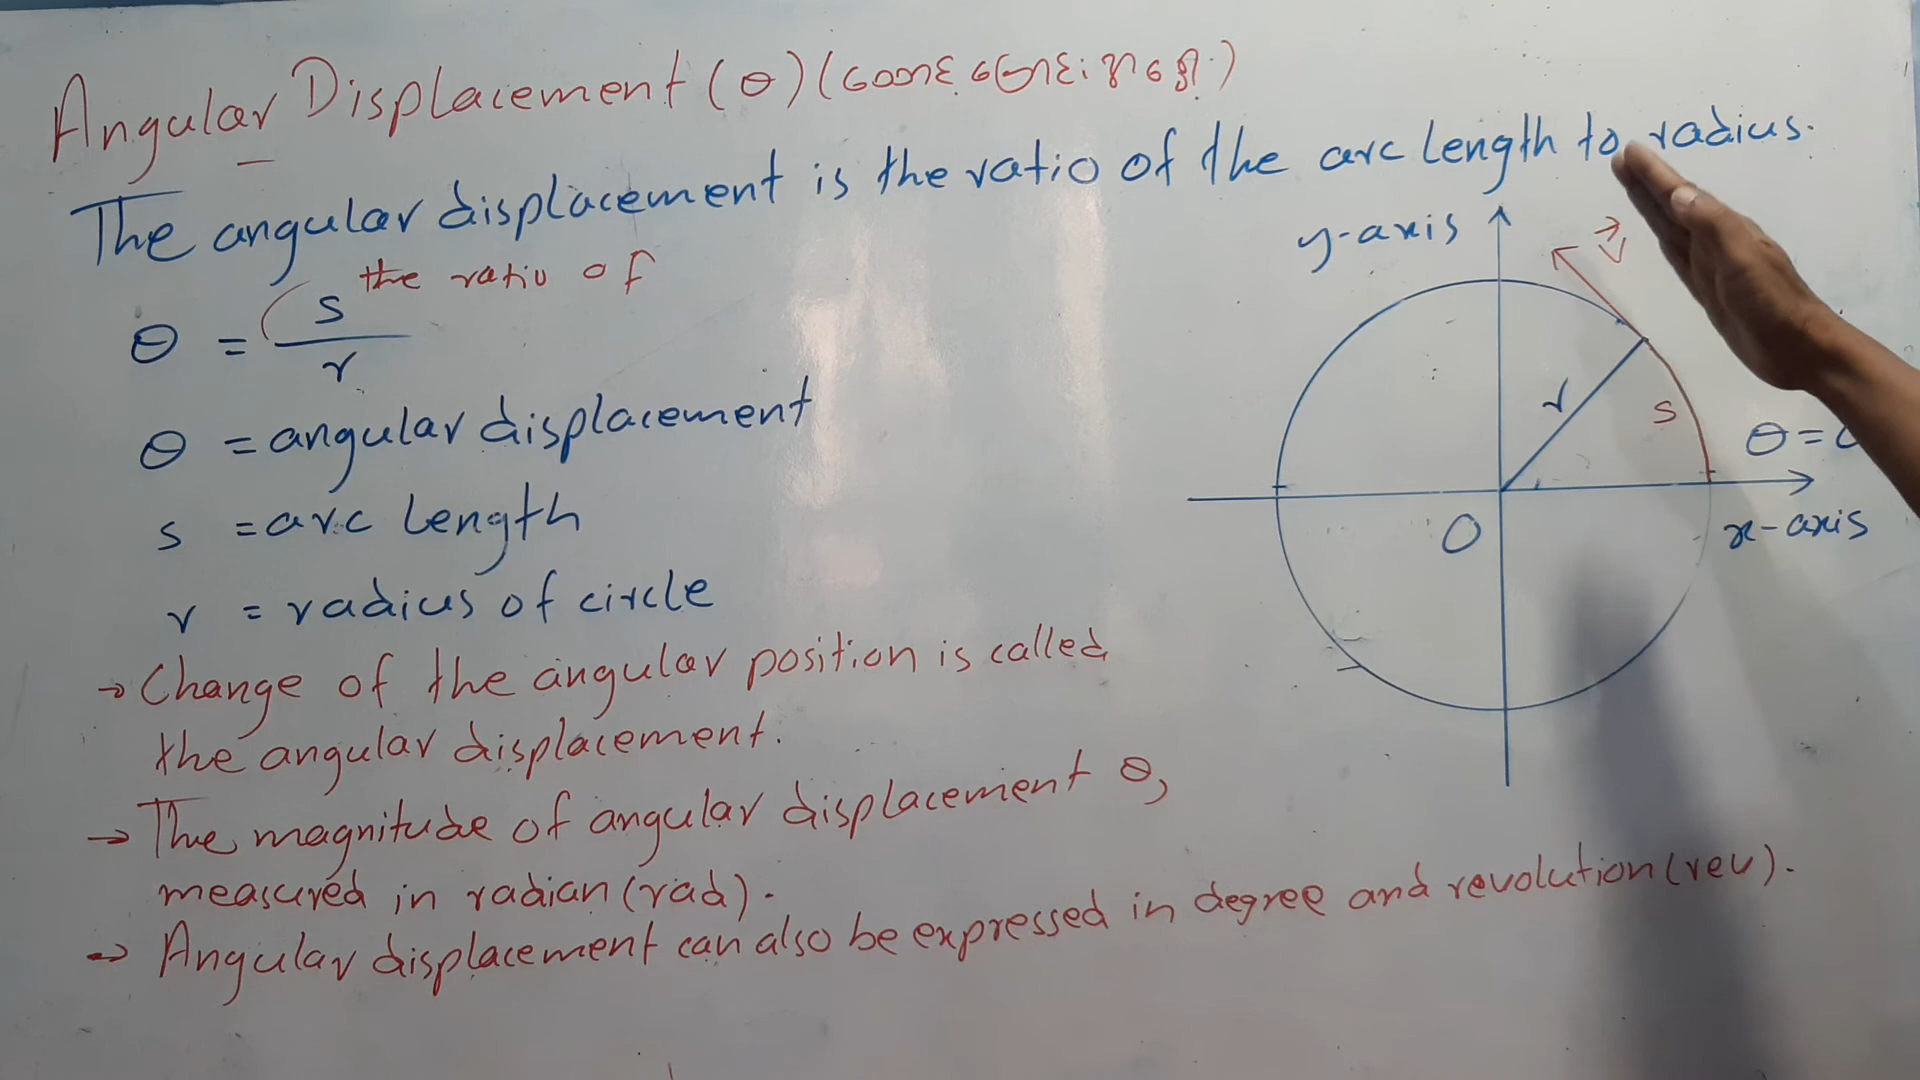 Angular Displacement (θ) (
The angular displacement is the ratio of the arc length to radius.
the ratio of
θ = s / r
θ = angular displacement
s = arc length
r = radius of circle
→ Change of the angular position is called
the angular displacement.
→ The magnitude of angular displacement θ,
measured in radian (rad).
→ Angular displacement can also be expressed in degree and revolution (rev).
y-axis
v⃗
r
s
θ =
O
x-axis